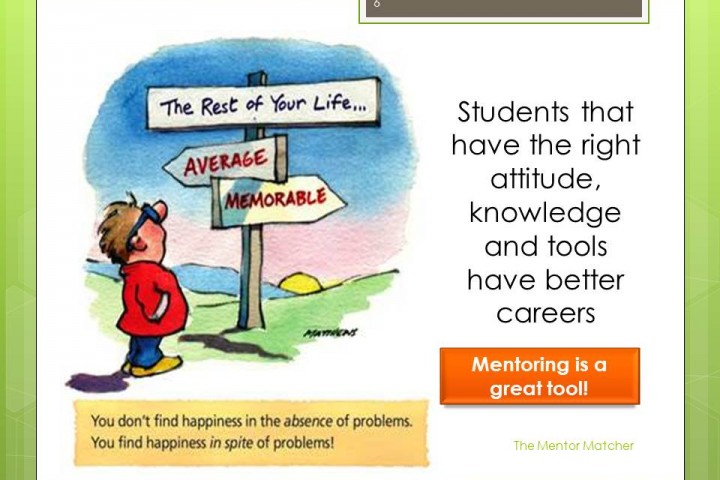 6
The Rest of Your Life...
AVERAGE
MEMORABLE
MATTHEWS
You don't find happiness in the absence of problems.
You find happiness in spite of problems!
Students that
have the right
attitude,
knowledge
and tools
have better
careers
Mentoring is a
great tool!
The Mentor Matcher